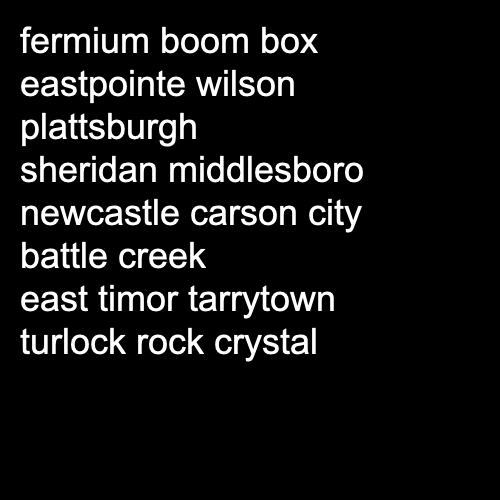 fermium boom box
eastpointe wilson
plattsburgh
sheridan middlesboro
newcastle carson city
battle creek
east timor tarrytown
turlock rock crystal